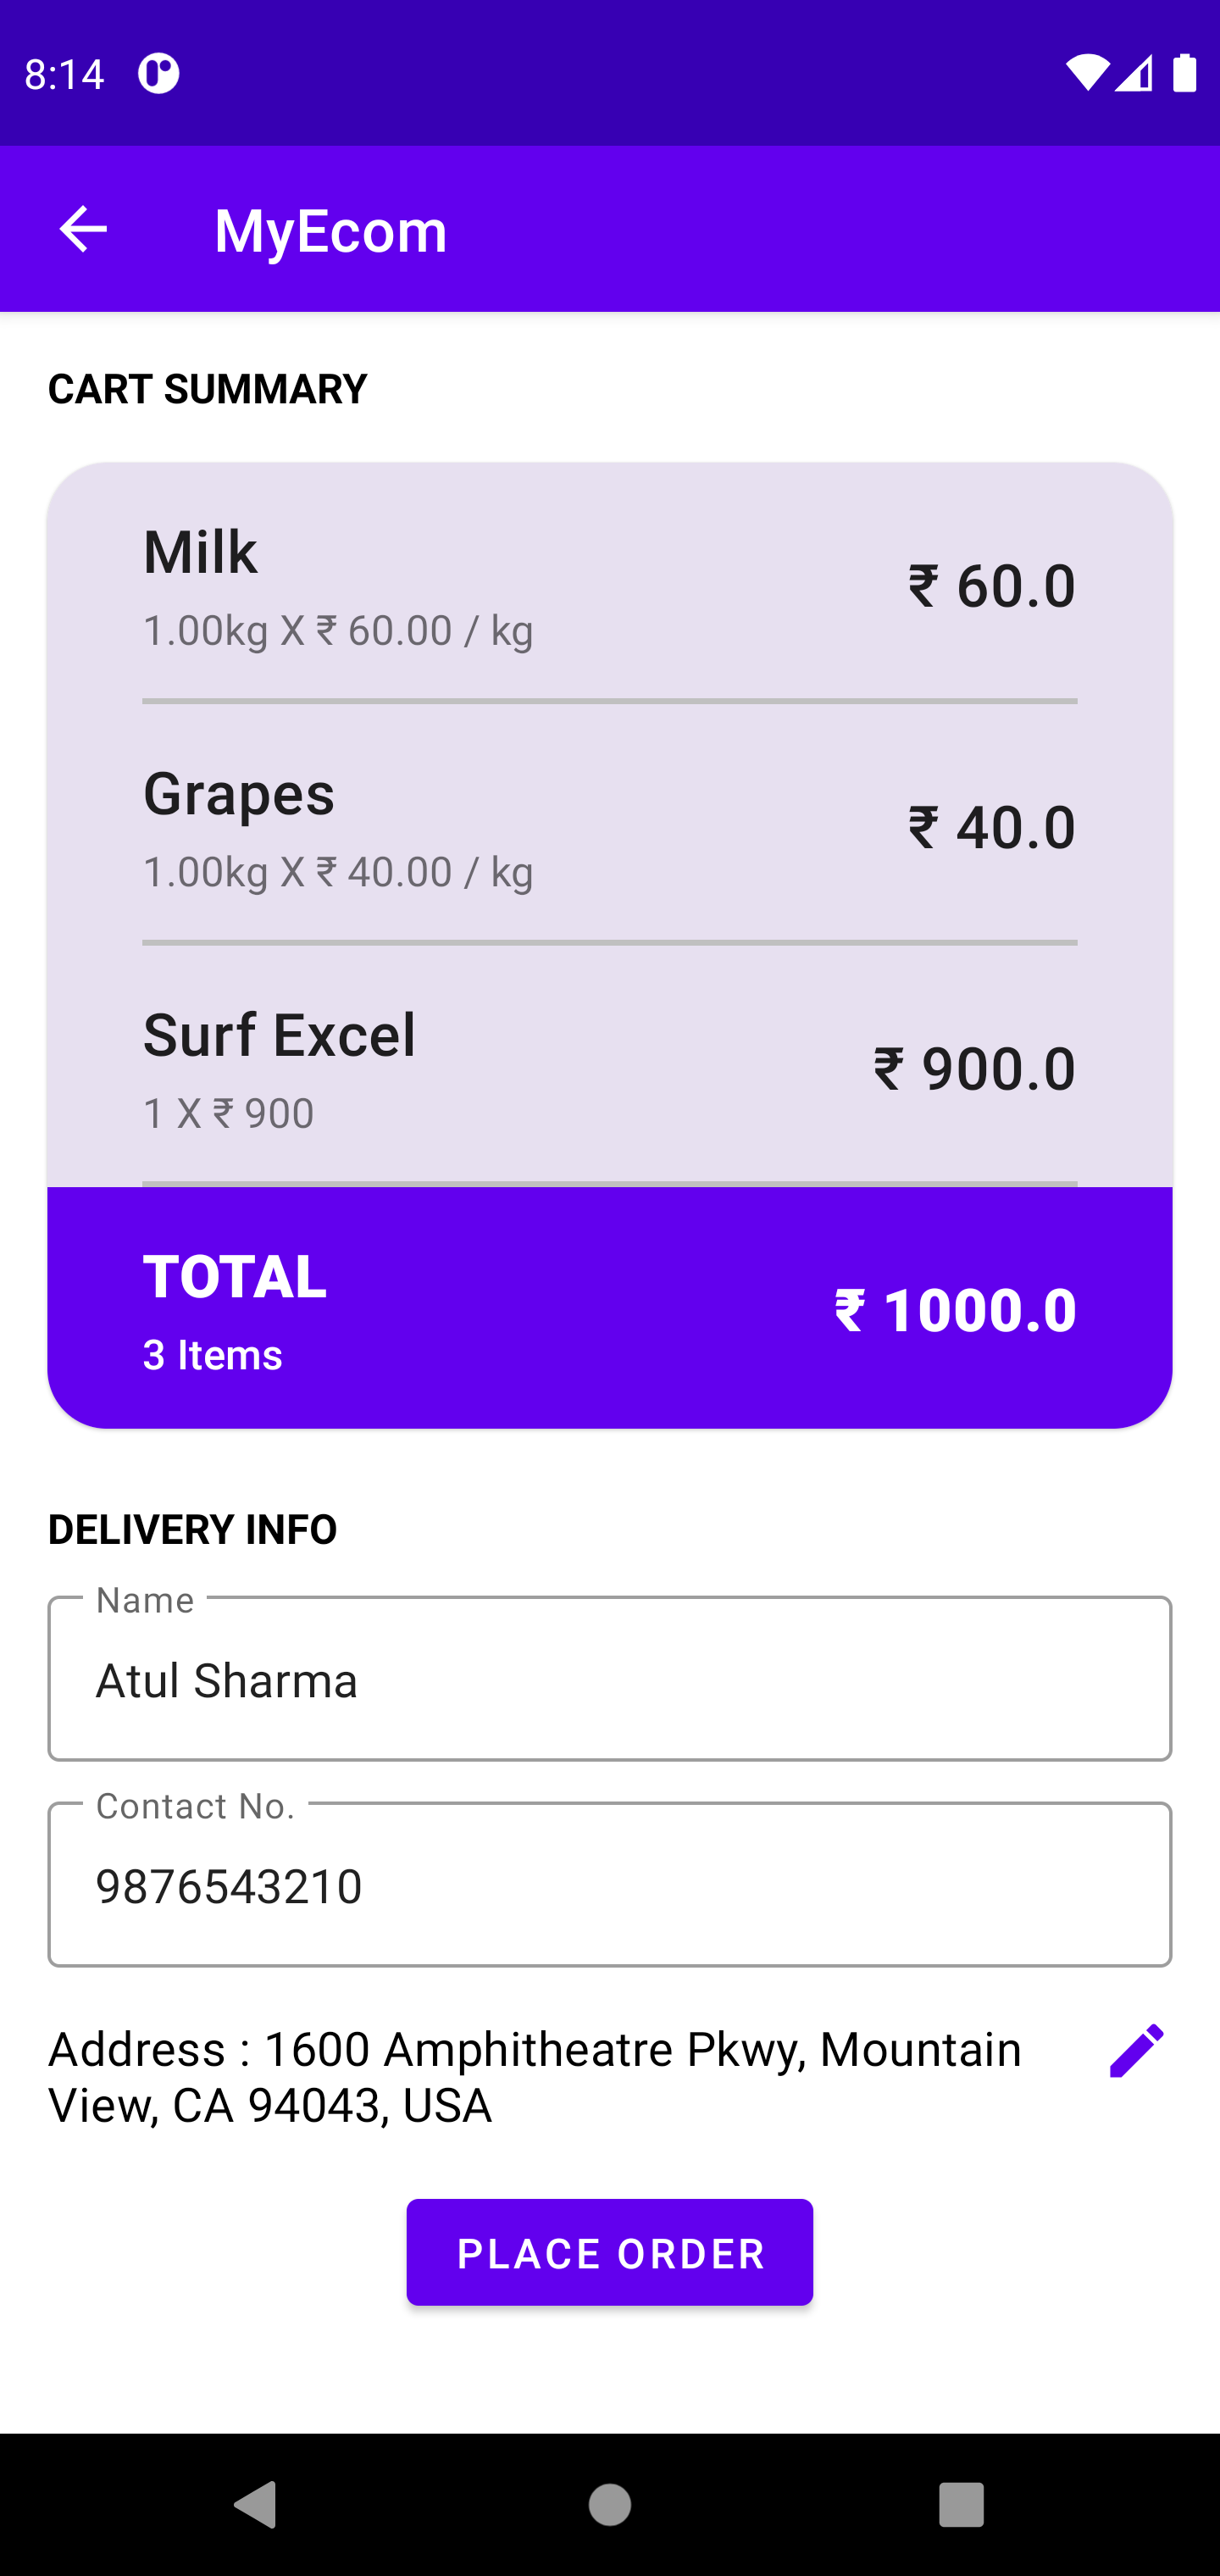 8:14
MyEcom
CART SUMMARY
Milk
₹ 60.0
1.00kg X ₹ 60.00 / kg
Grapes
₹ 40.0
1.00kg X ₹ 40.00 / kg
Surf Excel
₹ 900.0
1 X ₹ 900
TOTAL
₹ 1000.0
3 Items
DELIVERY INFO
Name
Atul Sharma
Contact No.
9876543210
Address : 1600 Amphitheatre Pkwy, Mountain
View, CA 94043, USA
PLACE ORDER